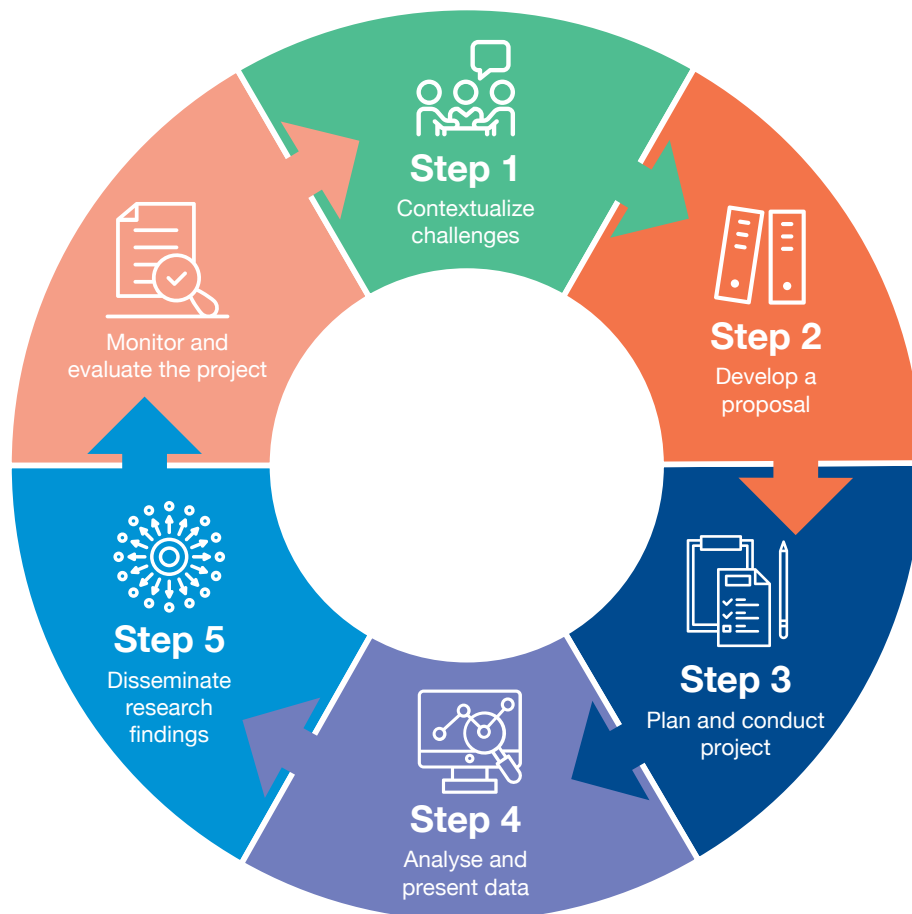 Step 1
Contextualize
challenges
Step 2
Develop a
proposal
Step 3
Plan and conduct
project
Step 4
Analyse and
present data
Step 5
Disseminate
research
findings
Monitor and
evaluate the project